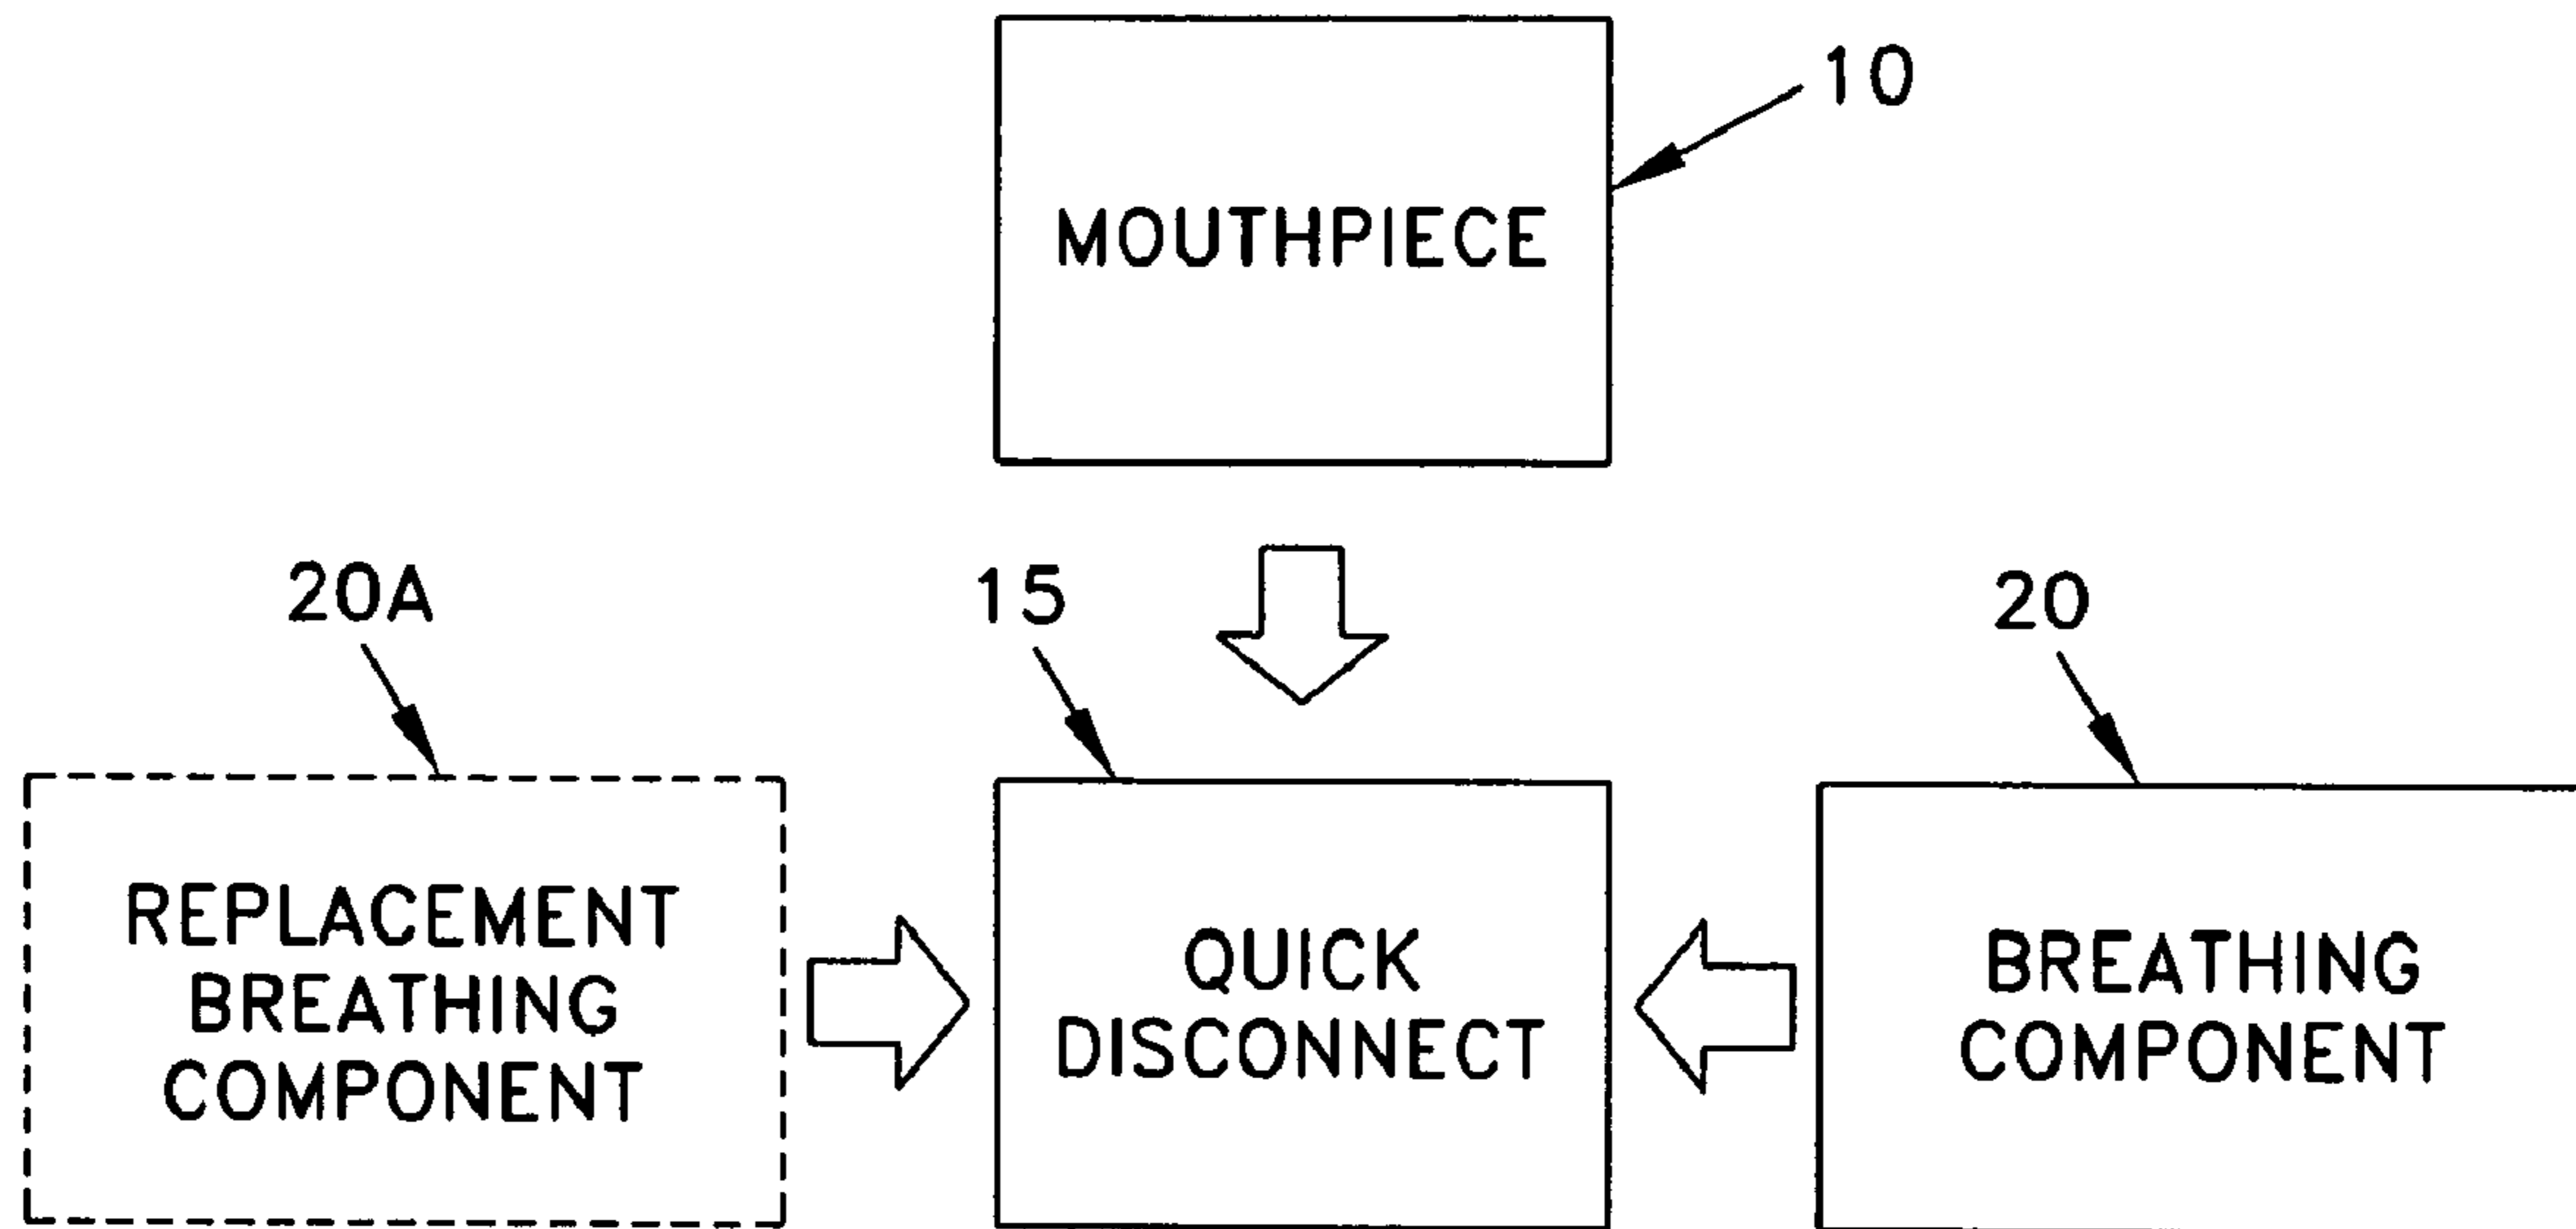 10
MOUTHPIECE
20A
15
20
REPLACEMENT
BREATHING
COMPONENT
QUICK
DISCONNECT
BREATHING
COMPONENT